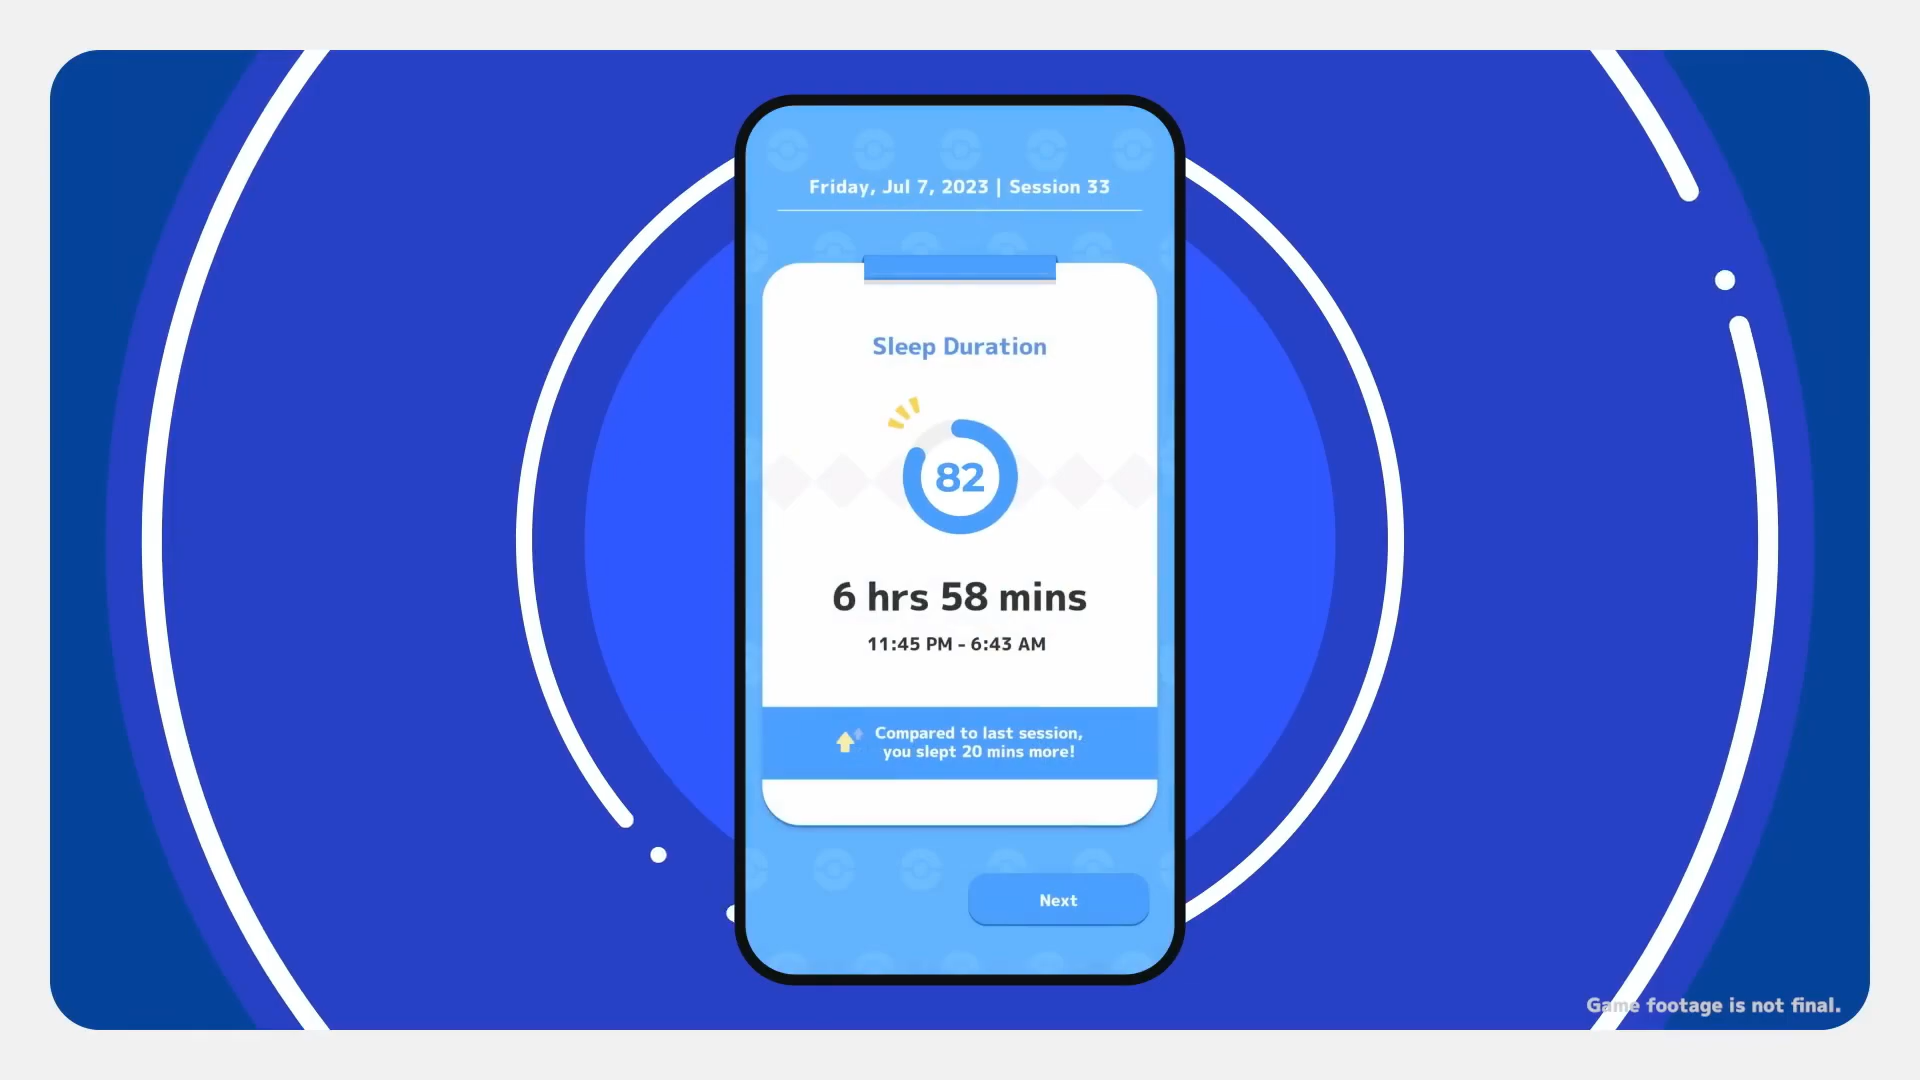 Friday, Jul 7, 2023 | Session 33
Sleep Duration
82
6 hrs 58 mins
11:45 PM - 6:43 AM
Compared to last session,
you slept 20 mins more!
Next
Game footage is not final.